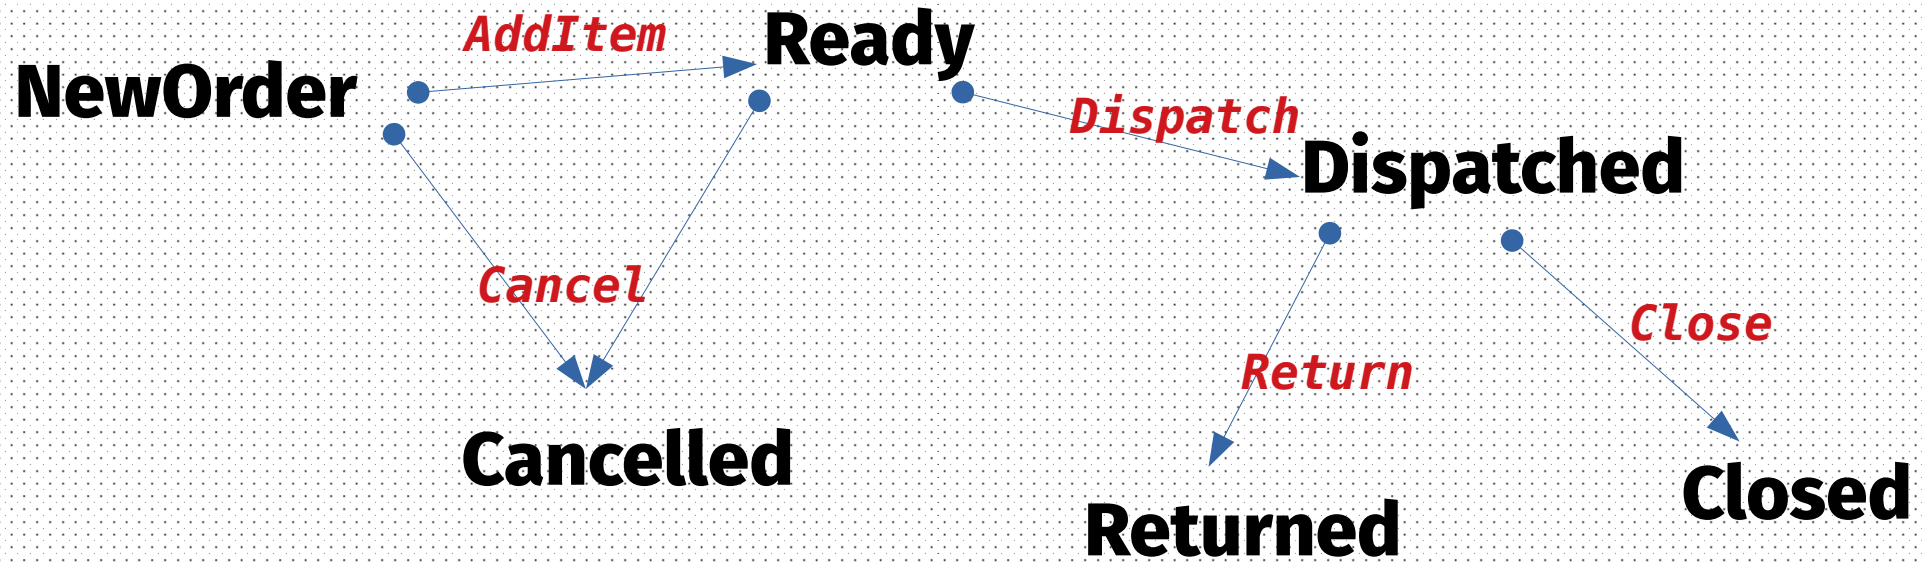 AddItem
Ready
NewOrder
Dispatch
Dispatched
Cancel
Close
Return
Cancelled
Closed
Returned